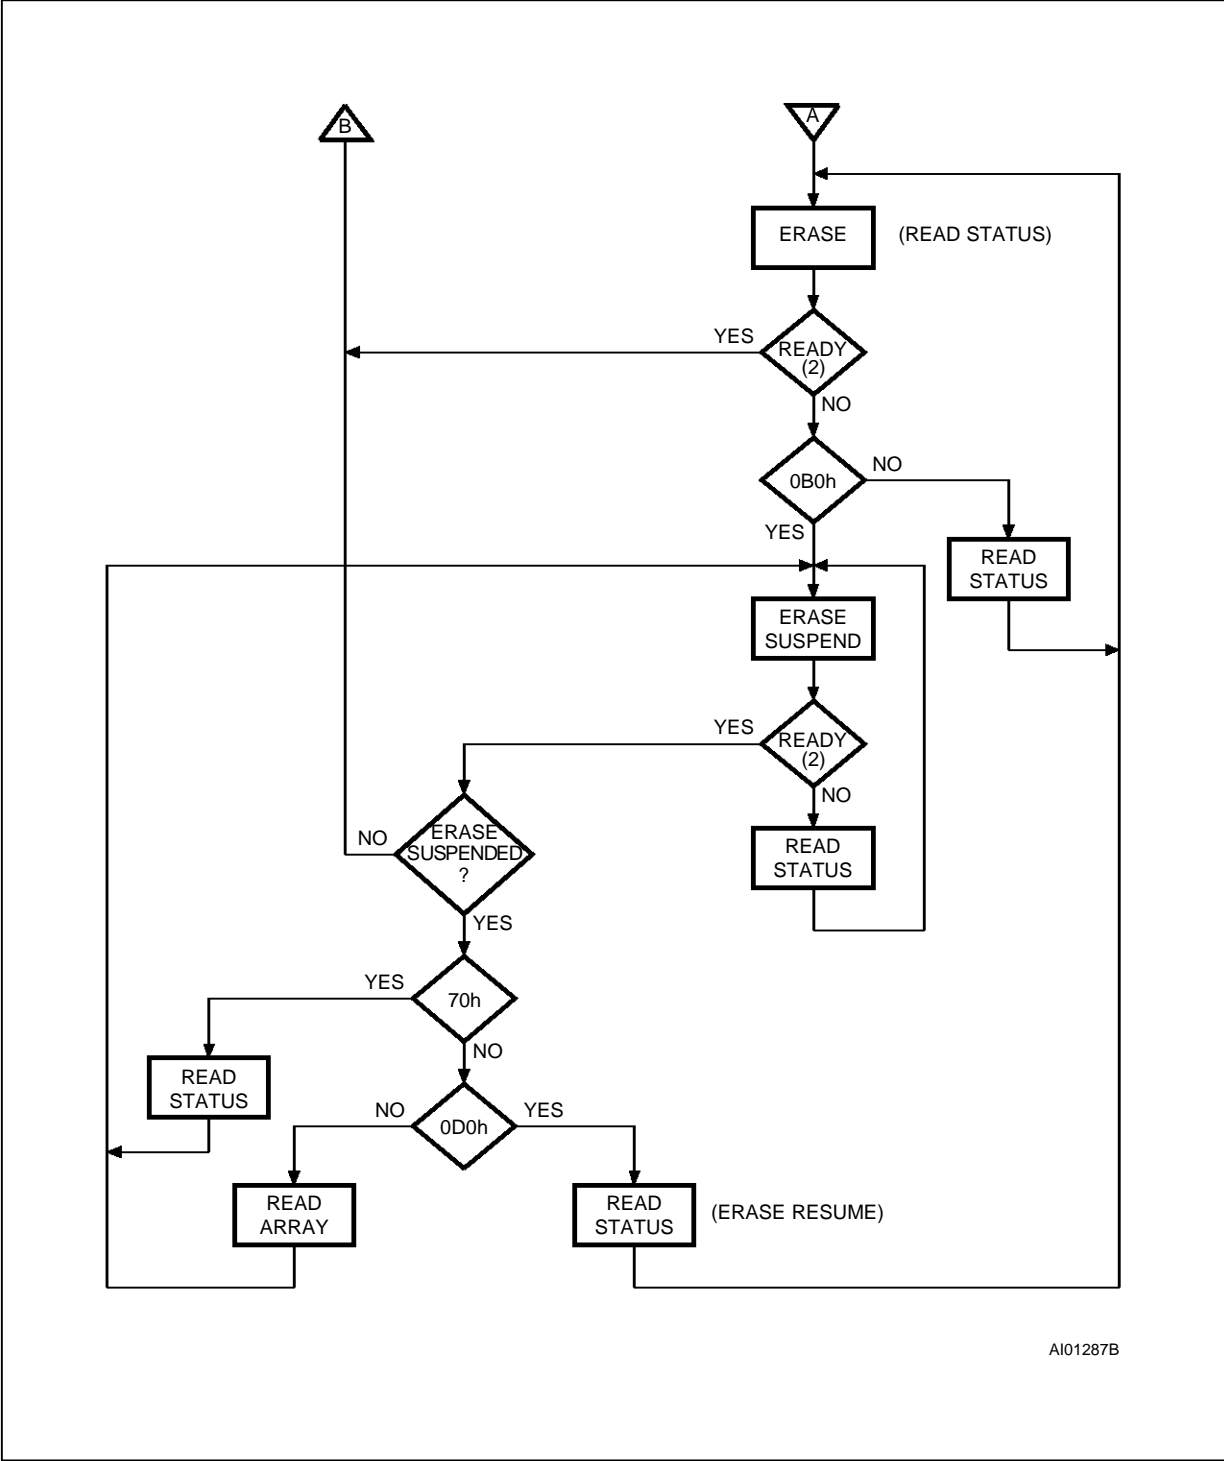 B
A
ERASE
(READ STATUS)
YES
READY
(2)
NO
0B0h
NO
YES
READ
STATUS
ERASE
SUSPEND
YES
READY
(2)
NO
ERASE
SUSPENDED
?
NO
READ
STATUS
YES
YES
70h
NO
READ
STATUS
NO
0D0h
YES
READ
ARRAY
READ
STATUS
(ERASE RESUME)
AI01287B